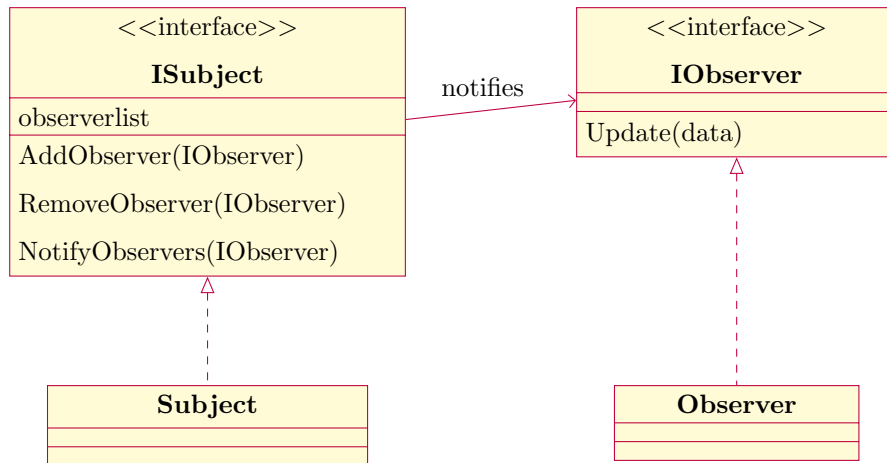 <<interface>>
ISubject
observerlist
AddObserver(IObserver)
RemoveObserver(IObserver)
NotifyObservers(IObserver)
notifies
<<interface>>
IObserver
Update(data)
Subject
Observer